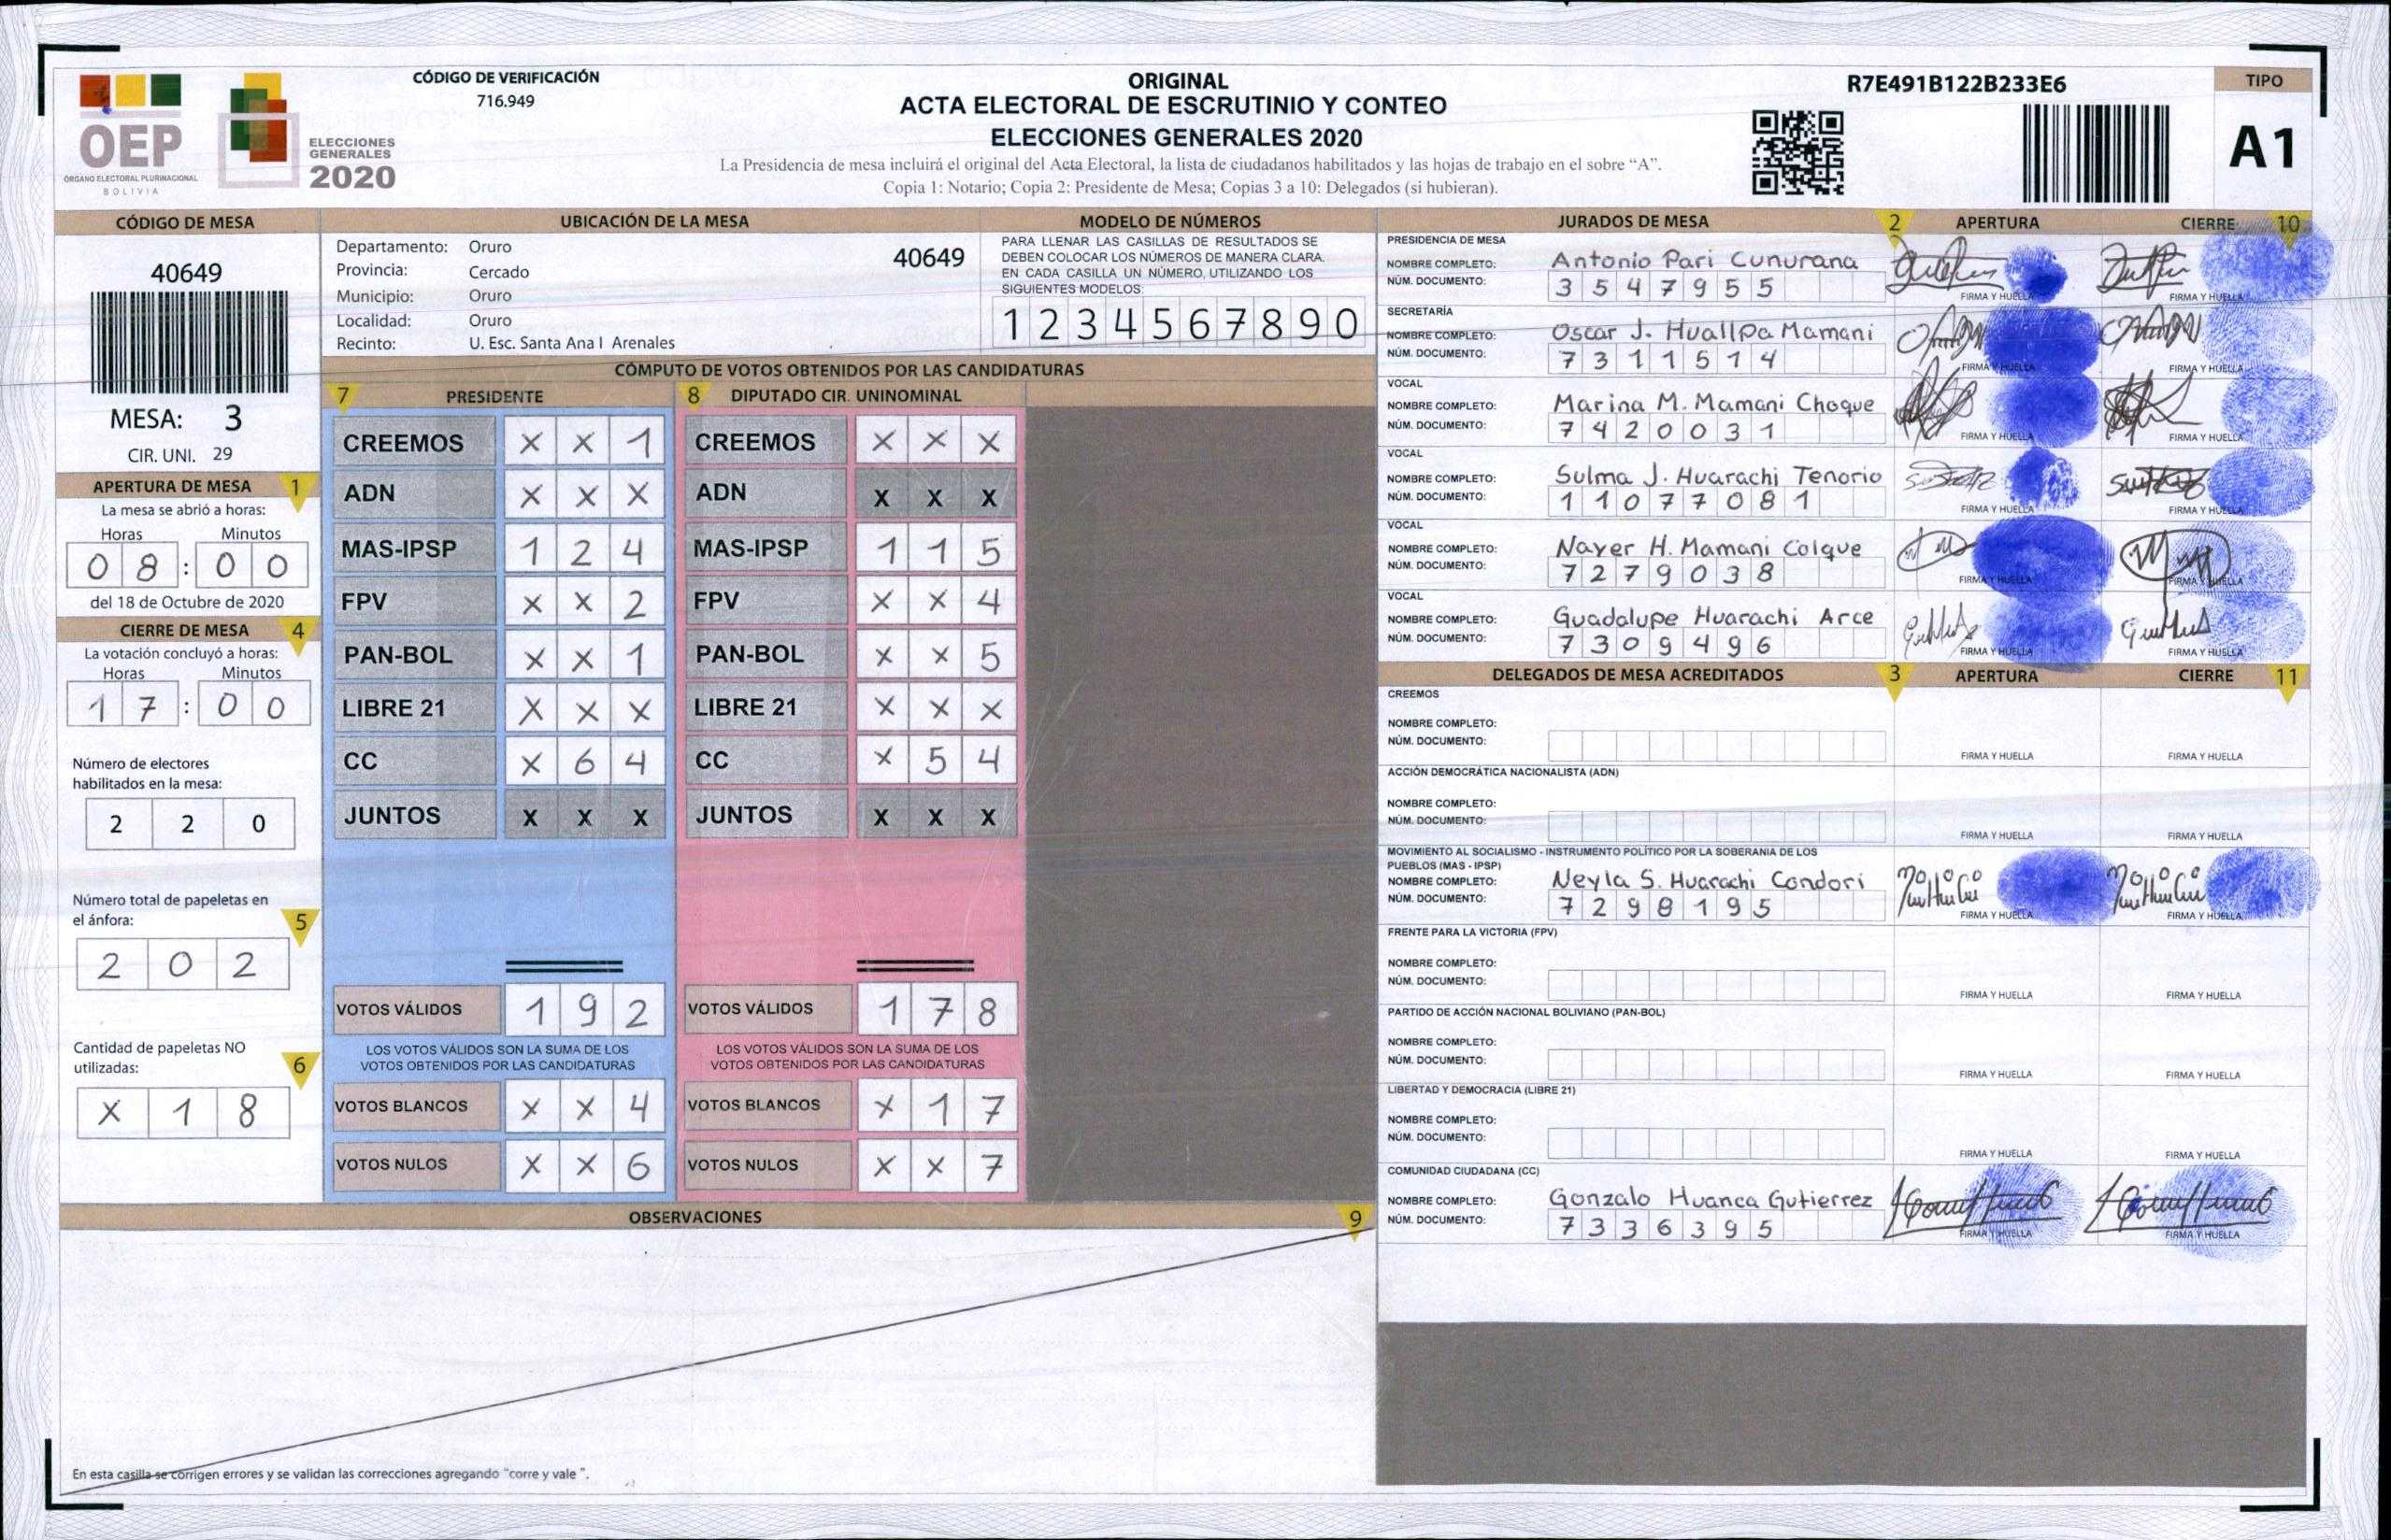 OEP
ÓRGANO ELECTORAL PLURINACIONAL
BOLIVIA
ELECCIONES
GENERALES
2020
CÓDIGO DE VERIFICACIÓN
716.949
ORIGINAL
ACTA ELECTORAL DE ESCRUTINIO Y CONTEO
ELECCIONES GENERALES 2020
La Presidencia de mesa incluirá el original del Acta Electoral, la lista de ciudadanos habilitados y las hojas de trabajo en el sobre “A”.
Copia 1: Notario; Copia 2: Presidente de Mesa; Copias 3 a 10: Delegados (si hubieran).
R7E491B122B233E6
TIPO
A1
CÓDIGO DE MESA
40649
MESA: 3
CIR. UNI. 29
APERTURA DE MESA 1
La mesa se abrió a horas:
Horas Minutos
0 8 : 0 0
del 18 de Octubre de 2020
CIERRE DE MESA 4
La votación concluyó a horas:
Horas Minutos
1 7 : 0 0
Número de electores
habilitados en la mesa:
2 2 0
Número total de papeletas en
el ánfora: 5
2 0 2
Cantidad de papeletas NO
utilizadas: 6
X 1 8
UBICACIÓN DE LA MESA
Departamento: Oruro 40649
Provincia: Cercado
Municipio: Oruro
Localidad: Oruro
Recinto: U. Esc. Santa Ana I Arenales
MODELO DE NÚMEROS
PARA LLENAR LAS CASILLAS DE RESULTADOS SE
DEBEN COLOCAR LOS NÚMEROS DE MANERA CLARA.
EN CADA CASILLA UN NÚMERO, UTILIZANDO LOS
SIGUIENTES MODELOS:
1 2 3 4 5 6 7 8 9 0
CÓMPUTO DE VOTOS OBTENIDOS POR LAS CANDIDATURAS
7 PRESIDENTE 8 DIPUTADO CIR. UNINOMINAL
CREEMOS X X 1 CREEMOS X X X
ADN X X X ADN X X X
MAS-IPSP 1 2 4 MAS-IPSP 1 1 5
FPV X X 2 FPV X X 4
PAN-BOL X X 1 PAN-BOL X X 5
LIBRE 21 X X X LIBRE 21 X X X
CC X 6 4 CC X 5 4
JUNTOS X X X JUNTOS X X X
VOTOS VÁLIDOS 1 9 2 VOTOS VÁLIDOS 1 7 8
LOS VOTOS VÁLIDOS SON LA SUMA DE LOS LOS VOTOS VÁLIDOS SON LA SUMA DE LOS
VOTOS OBTENIDOS POR LAS CANDIDATURAS VOTOS OBTENIDOS POR LAS CANDIDATURAS
VOTOS BLANCOS X X 4 VOTOS BLANCOS X 1 7
VOTOS NULOS X X 6 VOTOS NULOS X X 7
OBSERVACIONES 9
En esta casilla se corrigen errores y se validan las correcciones agregando “corre y vale ”.
JURADOS DE MESA 2 APERTURA CIERRE 10
PRESIDENCIA DE MESA
NOMBRE COMPLETO: Antonio Pari Cunurana
NÚM. DOCUMENTO: 3 5 4 7 9 5 5
FIRMA Y HUELLA FIRMA Y HUELLA
SECRETARÍA
NOMBRE COMPLETO: Oscar J. Huallpa Mamani
NÚM. DOCUMENTO: 7 3 1 1 5 1 4
FIRMA Y HUELLA FIRMA Y HUELLA
VOCAL
NOMBRE COMPLETO: Marina M. Mamani Choque
NÚM. DOCUMENTO: 7 4 2 0 0 3 1
FIRMA Y HUELLA FIRMA Y HUELLA
VOCAL
NOMBRE COMPLETO: Sulma J. Huarachi Tenorio
NÚM. DOCUMENTO: 1 1 0 7 7 0 8 1
FIRMA Y HUELLA FIRMA Y HUELLA
VOCAL
NOMBRE COMPLETO: Nayer H. Mamani Colque
NÚM. DOCUMENTO: 7 2 7 9 0 3 8
FIRMA Y HUELLA FIRMA Y HUELLA
VOCAL
NOMBRE COMPLETO: Guadalupe Huarachi Arce
NÚM. DOCUMENTO: 7 3 0 9 4 9 6
FIRMA Y HUELLA FIRMA Y HUELLA
DELEGADOS DE MESA ACREDITADOS 3 APERTURA CIERRE 11
CREEMOS
NOMBRE COMPLETO:
NÚM. DOCUMENTO:
FIRMA Y HUELLA FIRMA Y HUELLA
ACCIÓN DEMOCRÁTICA NACIONALISTA (ADN)
NOMBRE COMPLETO:
NÚM. DOCUMENTO:
FIRMA Y HUELLA FIRMA Y HUELLA
MOVIMIENTO AL SOCIALISMO - INSTRUMENTO POLÍTICO POR LA SOBERANIA DE LOS
PUEBLOS (MAS - IPSP)
NOMBRE COMPLETO: Neyla S. Huarachi Condori
NÚM. DOCUMENTO: 7 2 9 8 1 9 5
FIRMA Y HUELLA FIRMA Y HUELLA
FRENTE PARA LA VICTORIA (FPV)
NOMBRE COMPLETO:
NÚM. DOCUMENTO:
FIRMA Y HUELLA FIRMA Y HUELLA
PARTIDO DE ACCIÓN NACIONAL BOLIVIANO (PAN-BOL)
NOMBRE COMPLETO:
NÚM. DOCUMENTO:
FIRMA Y HUELLA FIRMA Y HUELLA
LIBERTAD Y DEMOCRACIA (LIBRE 21)
NOMBRE COMPLETO:
NÚM. DOCUMENTO:
FIRMA Y HUELLA FIRMA Y HUELLA
COMUNIDAD CIUDADANA (CC)
NOMBRE COMPLETO: Gonzalo Huanca Gutierrez
NÚM. DOCUMENTO: 7 3 3 6 3 9 5
FIRMA Y HUELLA FIRMA Y HUELLA